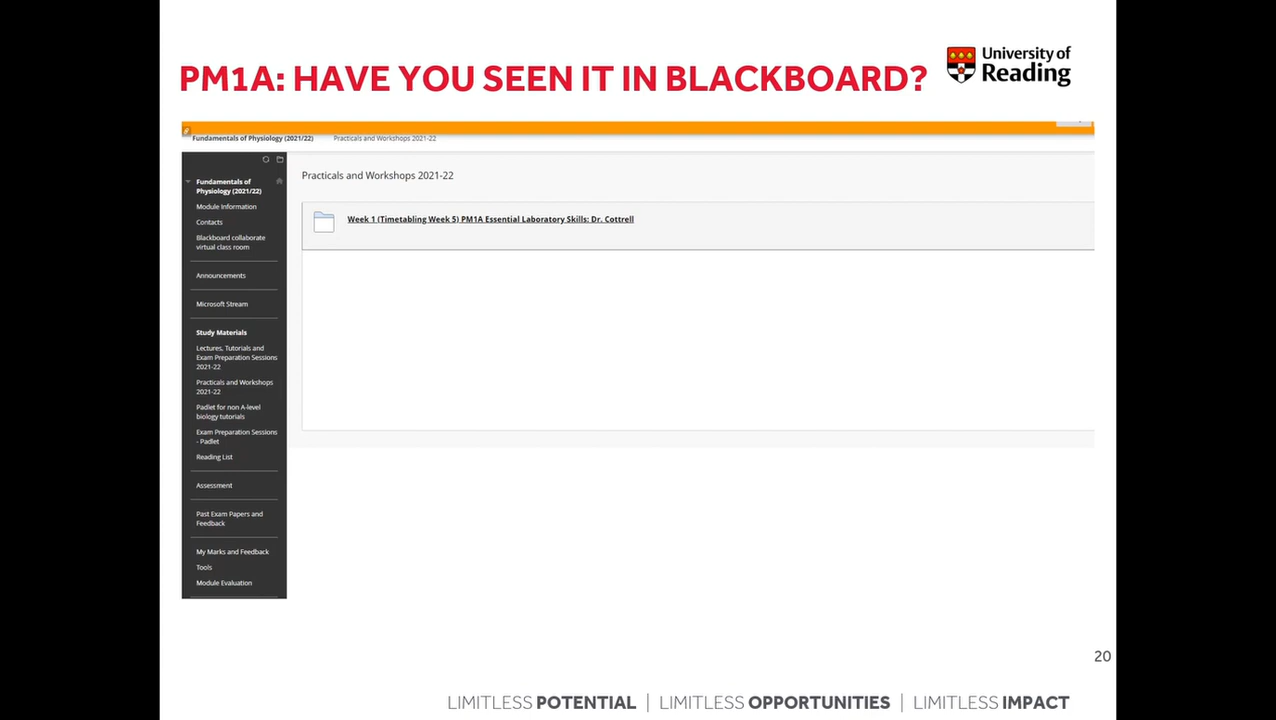 PM1A: HAVE YOU SEEN IT IN BLACKBOARD?
University of
Reading
Fundamentals of Physiology (2021/22) Practicals and Workshops 2021-22
Fundamentals of
Physiology (2021/22)
Module Information
Contacts
Blackboard collaborate
virtual class room
Announcements
Microsoft Stream
Study Materials
Lectures, Tutorials and
Exam Preparation Sessions
2021-22
Practicals and Workshops
2021-22
Padlet for non A-level
biology tutorials
Exam Preparation Sessions
- Padlet
Reading List
Assessment
Past Exam Papers and
Feedback
My Marks and Feedback
Tools
Module Evaluation
Practicals and Workshops 2021-22
Week 1 (Timetabling Week 5) PM1A Essential Laboratory Skills: Dr. Cottrell
20
LIMITLESS POTENTIAL | LIMITLESS OPPORTUNITIES | LIMITLESS IMPACT